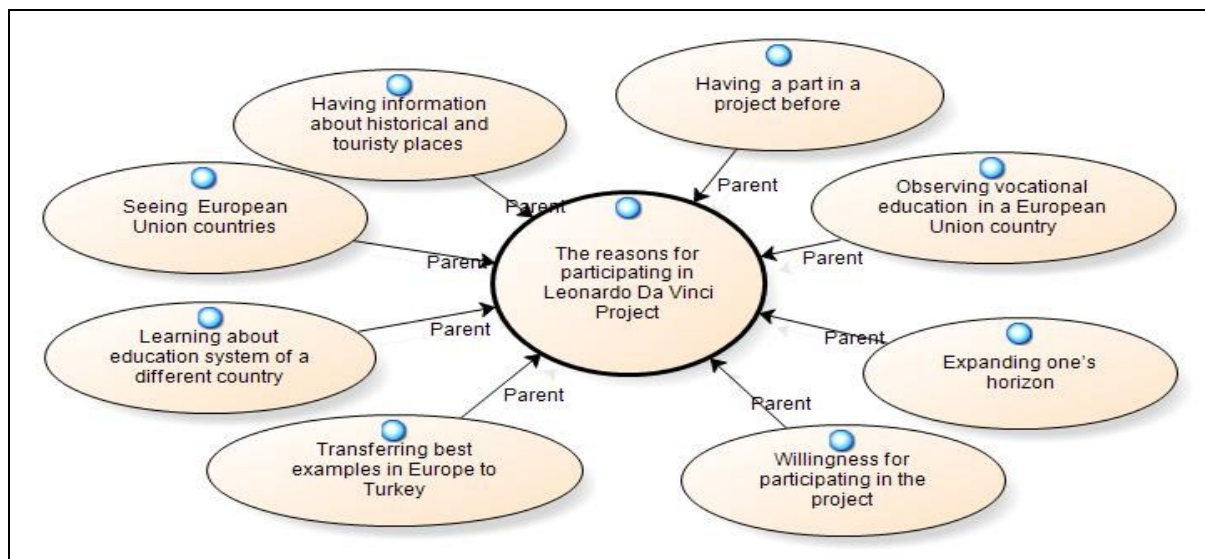 Having information
about historical and
touristy places
Having a part in a
project before
Seeing European
Union countries
Observing vocational
education in a European
Union country
Parent
Parent
Parent
Parent
The reasons for
participating in
Leonardo Da Vinci
Project
Learning about
education system of a
different country
Parent
Parent
Expanding one's
horizon
Parent
Parent
Transferring best
examples in Europe to
Turkey
Willingness for
participating in the
project